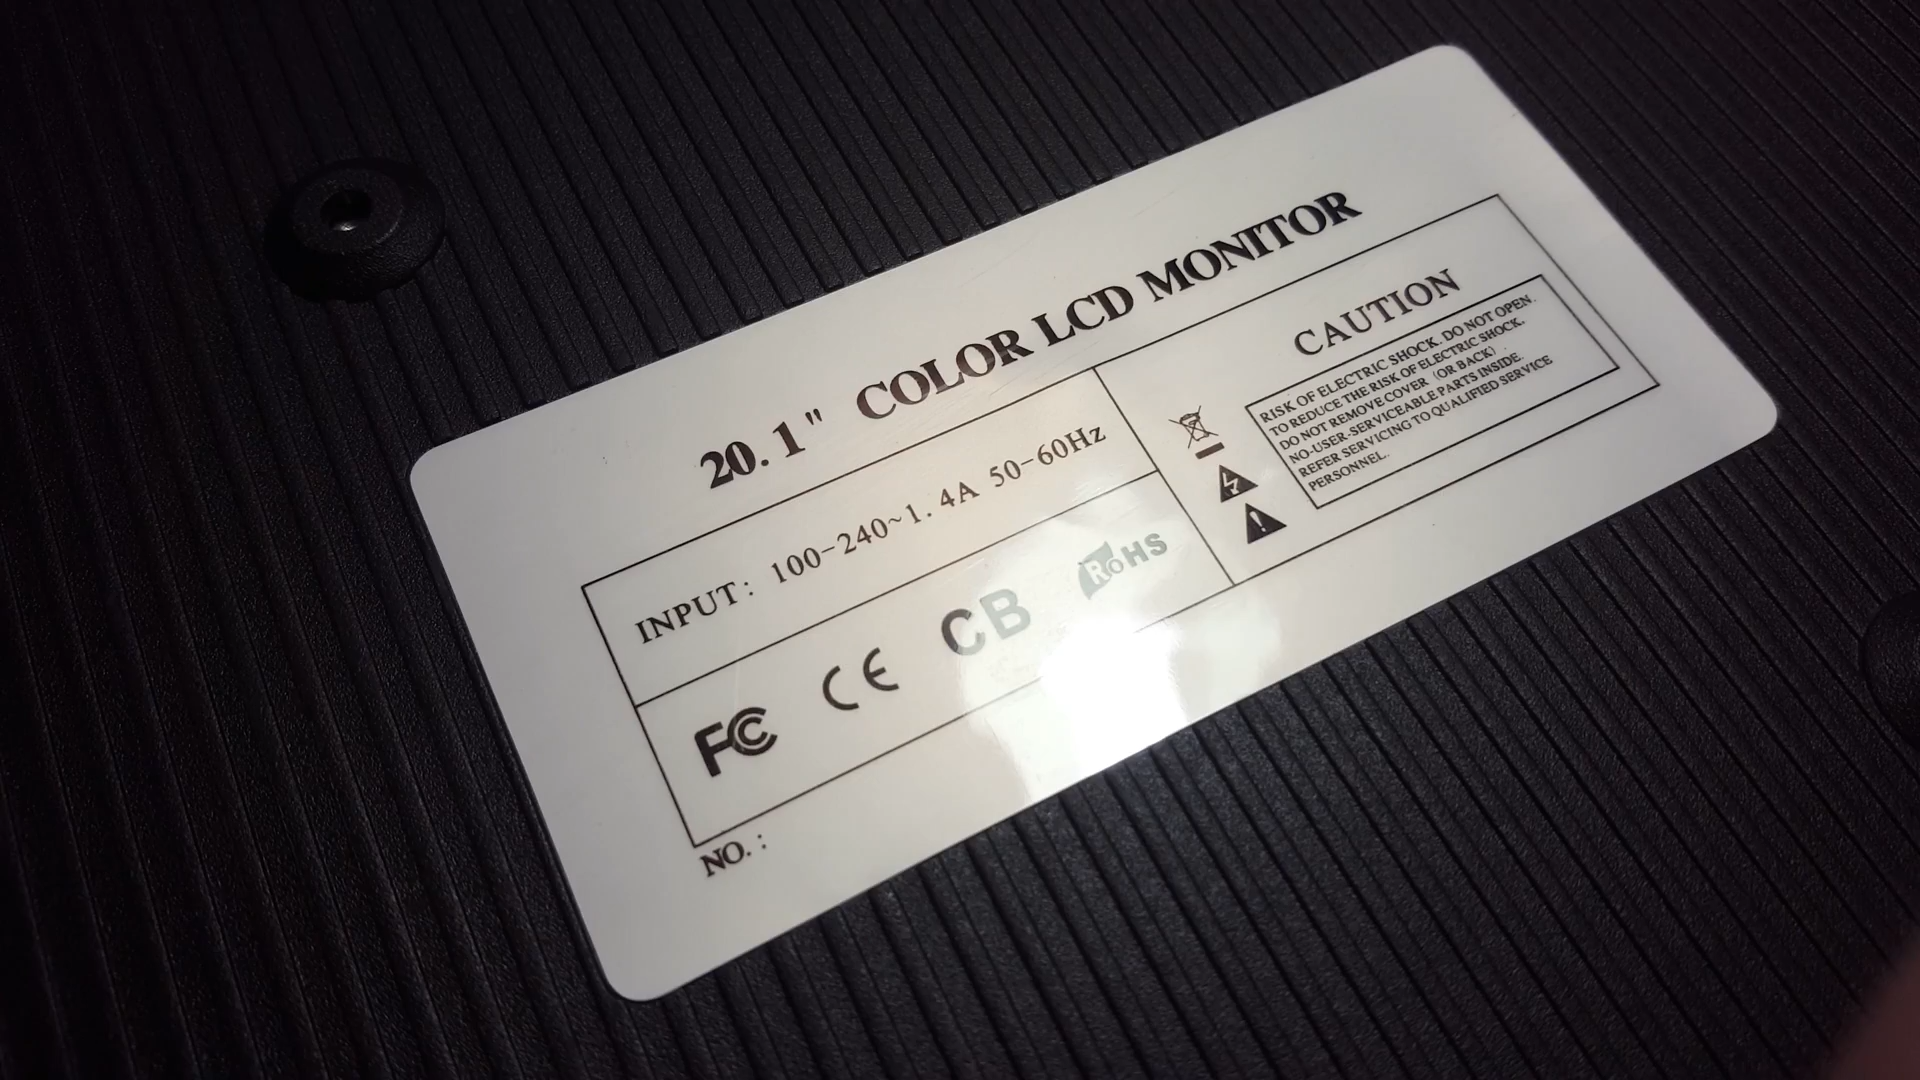 20.1" COLOR LCD MONITOR
INPUT: 100-240~1.4A 50-60Hz
FC CE CB RoHS
NO.:
CAUTION
RISK OF ELECTRIC SHOCK. DO NOT OPEN.
TO REDUCE THE RISK OF ELECTRIC SHOCK.
DO NOT REMOVE COVER (OR BACK)
NO-USER-SERVICEABLE PARTS INSIDE.
REFER SERVICING TO QUALIFIED SERVICE
PERSONNEL.